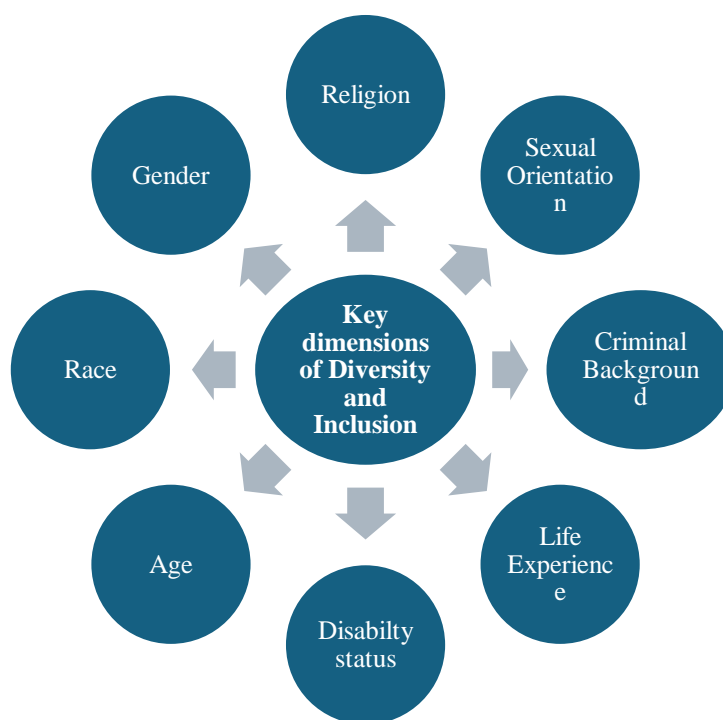 Religion
Sexual
Orientatio
n
Gender
Key
dimensions
of Diversity
and
Inclusion
Criminal
Backgroun
d
Race
Life
Experienc
e
Age
Disabilty
status